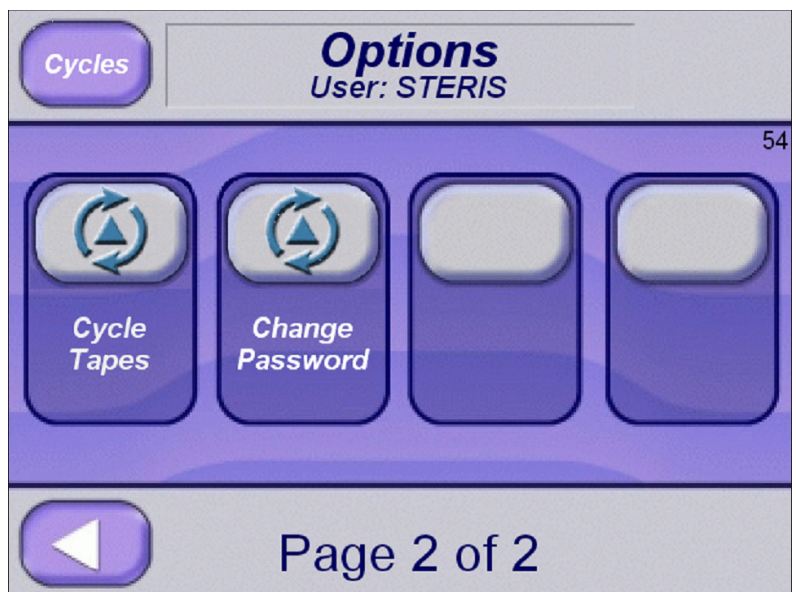 Cycles
Options
User: STERIS
54
Cycle
Tapes
Change
Password
Page 2 of 2